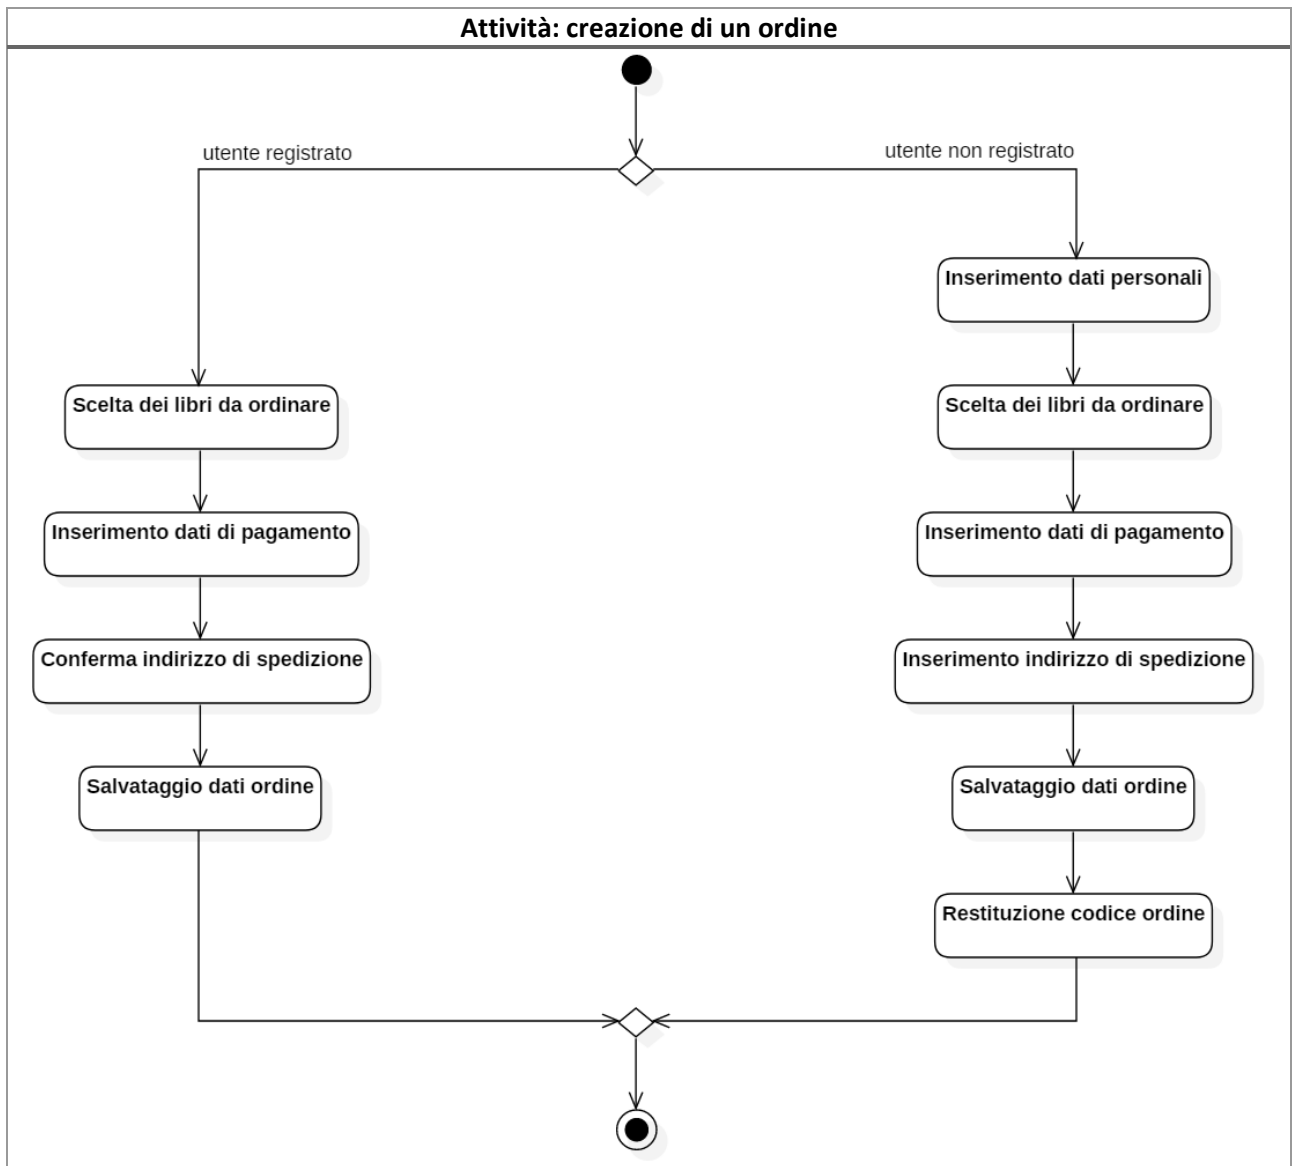 Attività: creazione di un ordine
utente registrato
utente non registrato
Inserimento dati personali
Scelta dei libri da ordinare
Scelta dei libri da ordinare
Inserimento dati di pagamento
Inserimento dati di pagamento
Conferma indirizzo di spedizione
Inserimento indirizzo di spedizione
Salvataggio dati ordine
Salvataggio dati ordine
Restituzione codice ordine